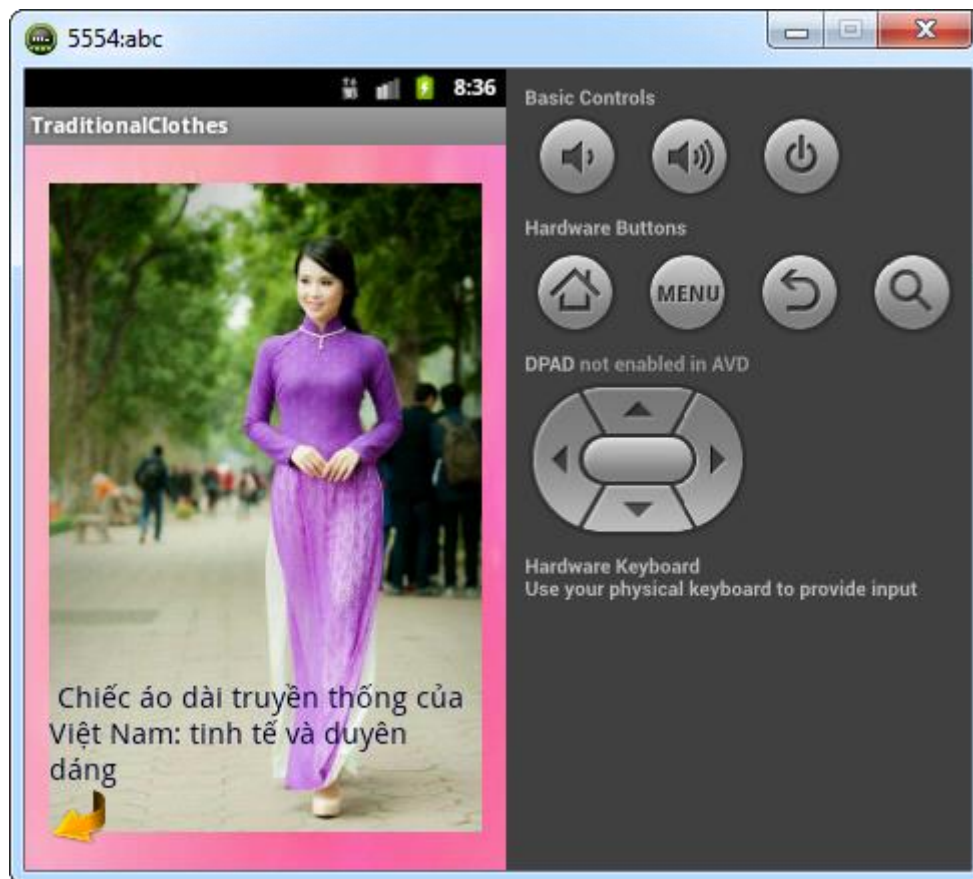 5554:abc
8:36
TraditionalClothes
Chiếc áo dài truyền thống của
Việt Nam: tinh tế và duyên
dáng
Basic Controls
Hardware Buttons
MENU
DPAD not enabled in AVD
Hardware Keyboard
Use your physical keyboard to provide input